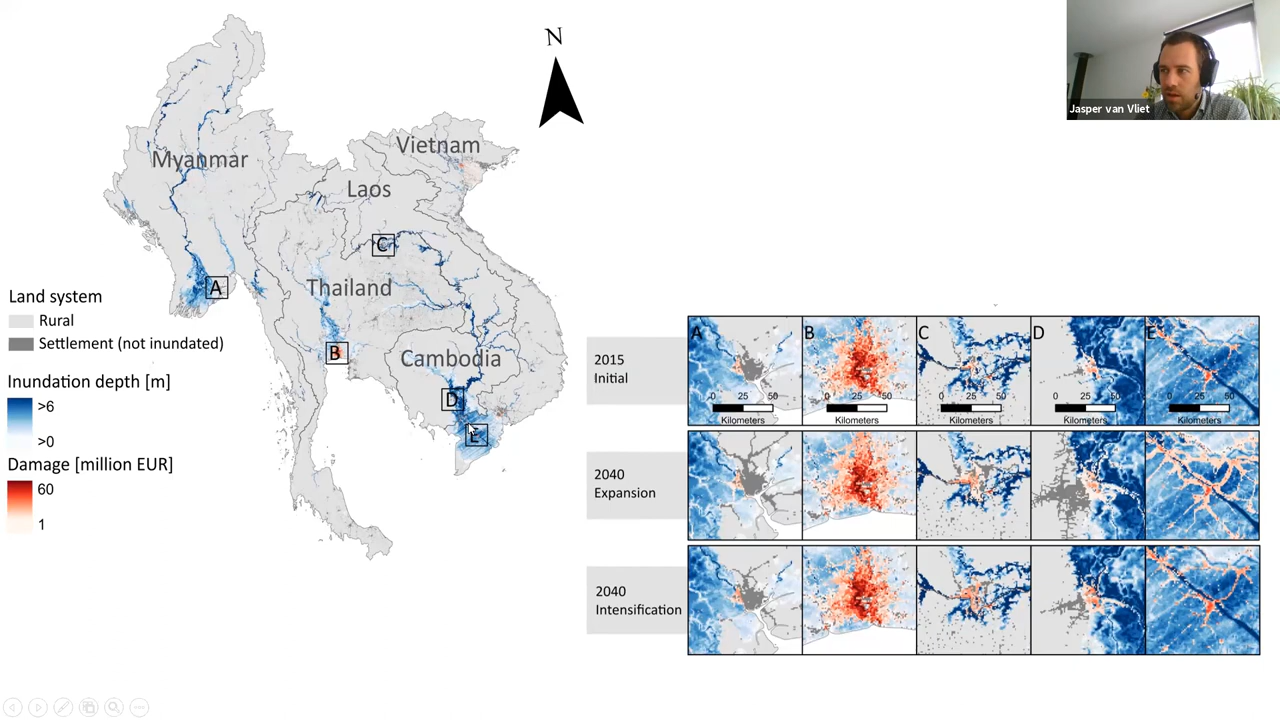 Jasper van Vliet
N
Myanmar
Vietnam
Laos
Thailand
Cambodia
A
B
C
D
E
Land system
Rural
Settlement (not inundated)
Inundation depth [m]
>6
>0
Damage [million EUR]
60
1
2015
Initial
2040
Expansion
2040
Intensification
A
B
C
D
E
0 25 50
Kilometers
0 25 50
Kilometers
0 25 50
Kilometers
0 25 50
Kilometers
0 25 50
Kilometers